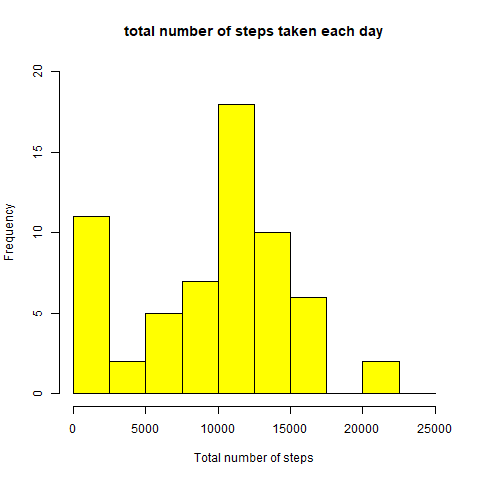 total number of steps taken each day
Frequency
20
15
10
5
0
0 5000 10000 15000 20000 25000
Total number of steps